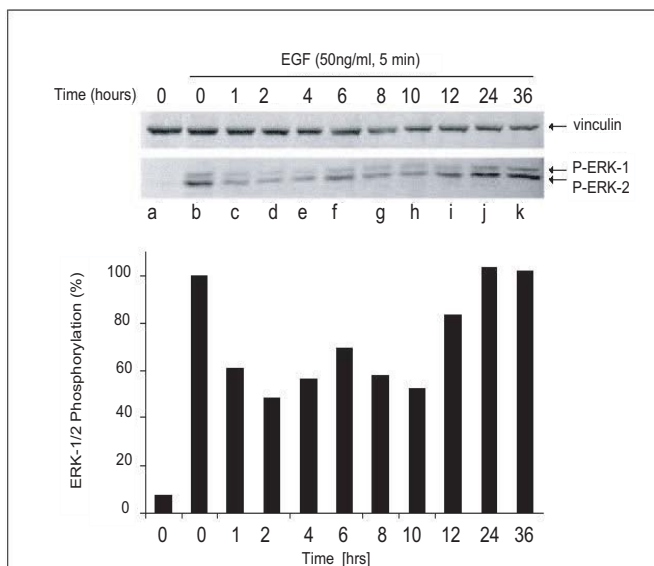 EGF (50ng/ml, 5 min)
Time (hours) 0 0 1 2 4 6 8 10 12 24 36
vinculin
P-ERK-1
P-ERK-2
a b c d e f g h i j k
ERK-1/2 Phosphorylation (%)
100
80
60
40
20
0
0 0 1 2 4 6 8 10 12 24 36
Time [hrs]